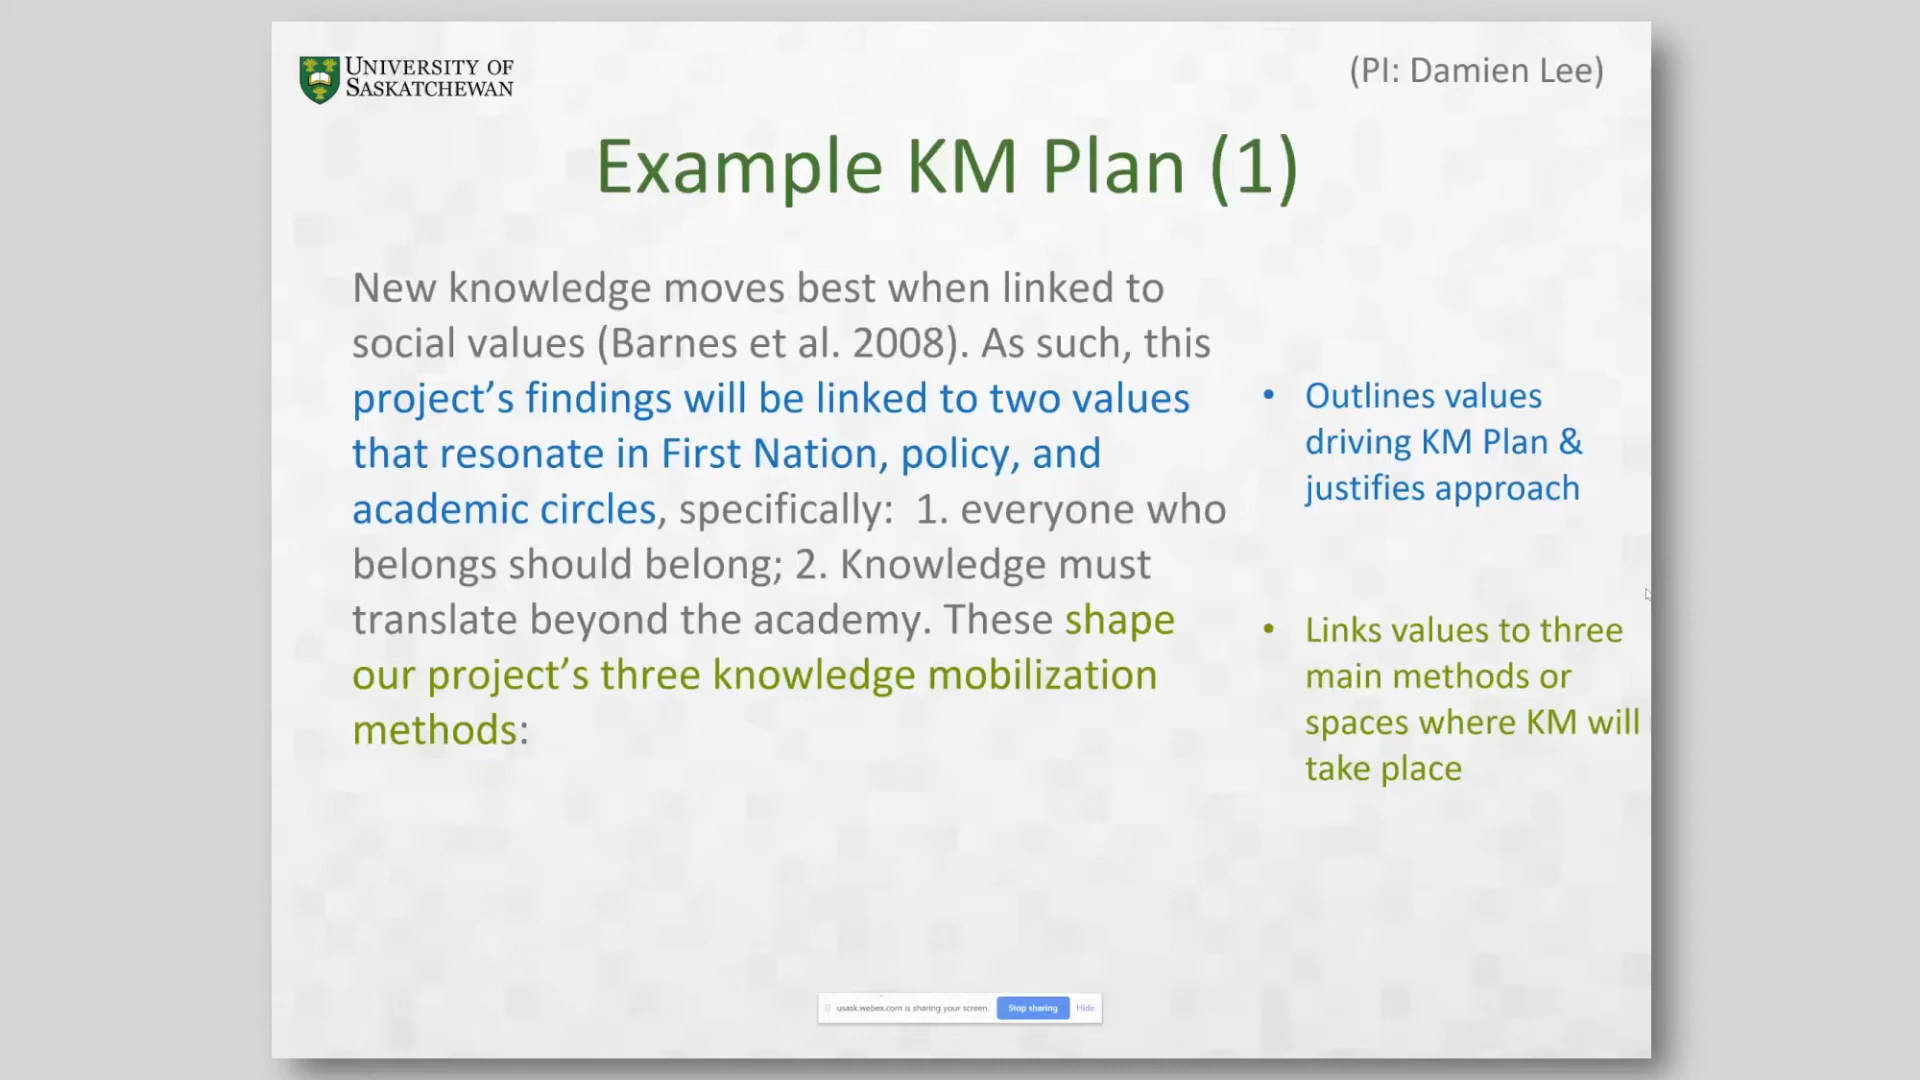 UNIVERSITY OF
SASKATCHEWAN
(PI: Damien Lee)
Example KM Plan (1)
New knowledge moves best when linked to
social values (Barnes et al. 2008). As such, this
project’s findings will be linked to two values
that resonate in First Nation, policy, and
academic circles, specifically:  1. everyone who
belongs should belong; 2. Knowledge must
translate beyond the academy. These shape
our project’s three knowledge mobilization
methods:
• Outlines values
driving KM Plan &
justifies approach
• Links values to three
main methods or
spaces where KM will
take place
usask.webex.com is sharing your screen. Stop sharing Hide